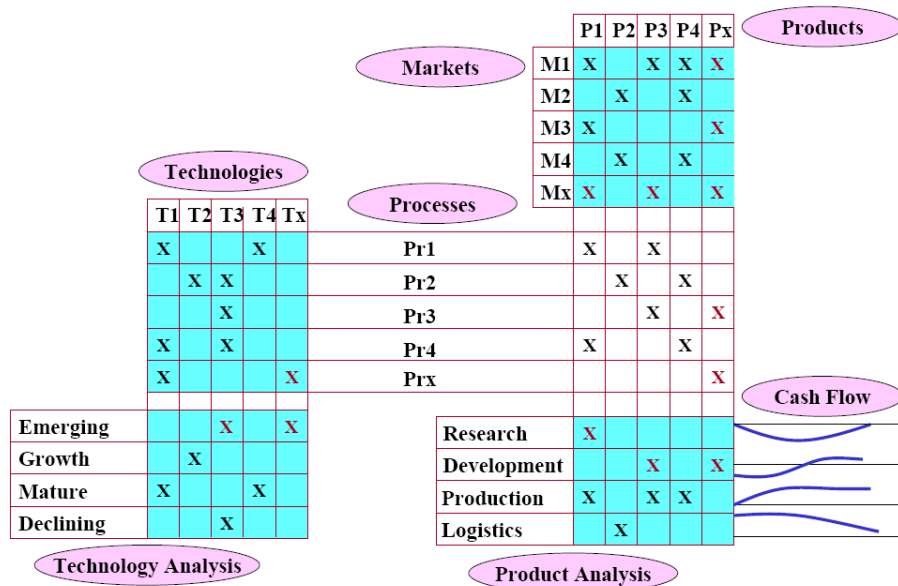 Products
P1 P2 P3 P4 Px
Markets
M1 X X X X
M2 X X
M3 X X
M4 X X
Mx X X X
Technologies
Processes
T1 T2 T3 T4 Tx
X X Pr1 X X
X X Pr2 X X
X Pr3 X X
X X Pr4 X X
X X Prx X
Cash Flow
Emerging X X
Research X
Growth X
Development X X
Mature X X
Production X X X
Declining X
Logistics X
Technology Analysis
Product Analysis